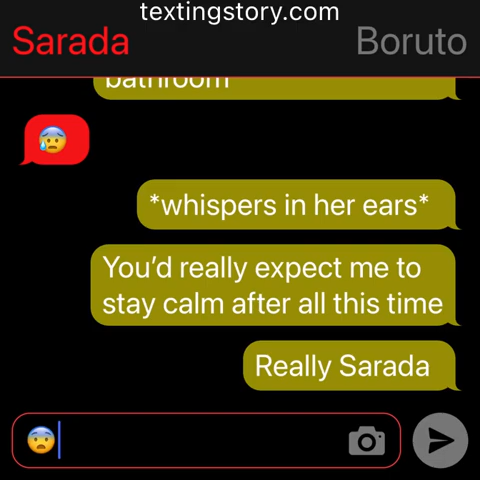 textingstory.com
Sarada Boruto
bathroom
😰
*whispers in her ears*
You'd really expect me to
stay calm after all this time
Really Sarada
😨